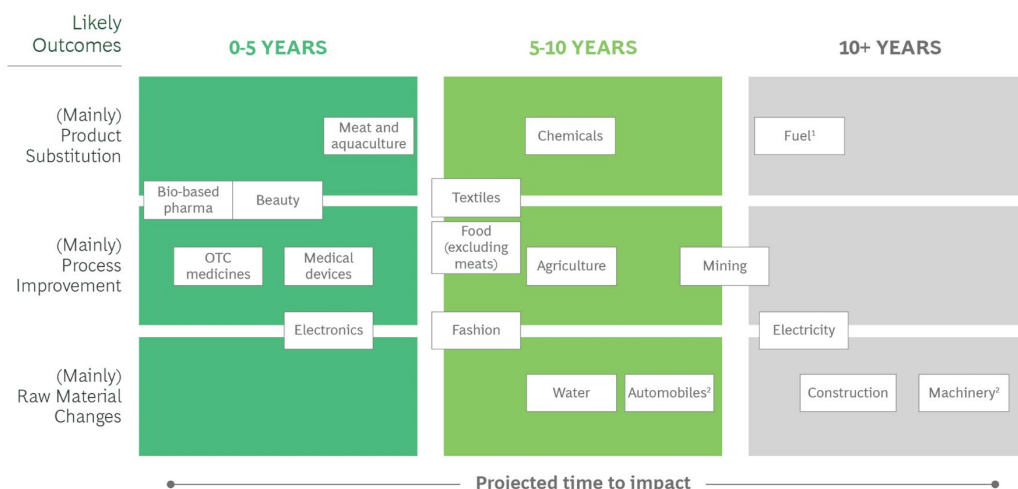 Likely
Outcomes
0-5 YEARS
5-10 YEARS
10+ YEARS
(Mainly)
Product
Substitution
Meat and
aquaculture
Chemicals
Fuel¹
Bio-based
pharma
Beauty
Textiles
(Mainly)
Process
Improvement
OTC
medicines
Medical
devices
Food
(excluding
meats)
Agriculture
Mining
Electronics
Fashion
Electricity
(Mainly)
Raw Material
Changes
Water
Automobiles²
Construction
Machinery²
Projected time to impact